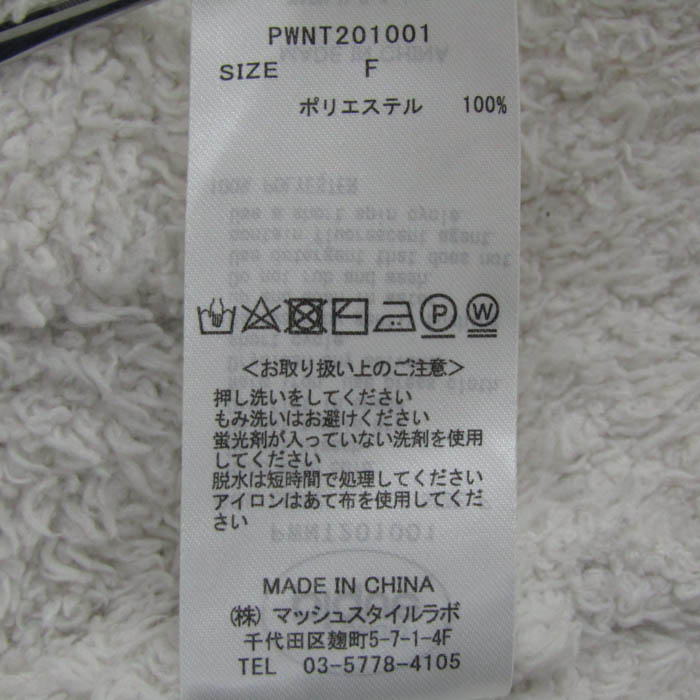 PWNT201001
SIZE F
ポリエステル 100%
P W
＜お取り扱い上のご注意＞
押し洗いをしてください
もみ洗いはお避けください
蛍光剤が入っていない洗剤を使用
してください
脱水は短時間で処理してください
アイロンはあて布を使用してくだ
さい
MADE IN CHINA
(株) マッシュスタイルラボ
千代田区麹町5-7-1-4F
TEL 03-5778-4105